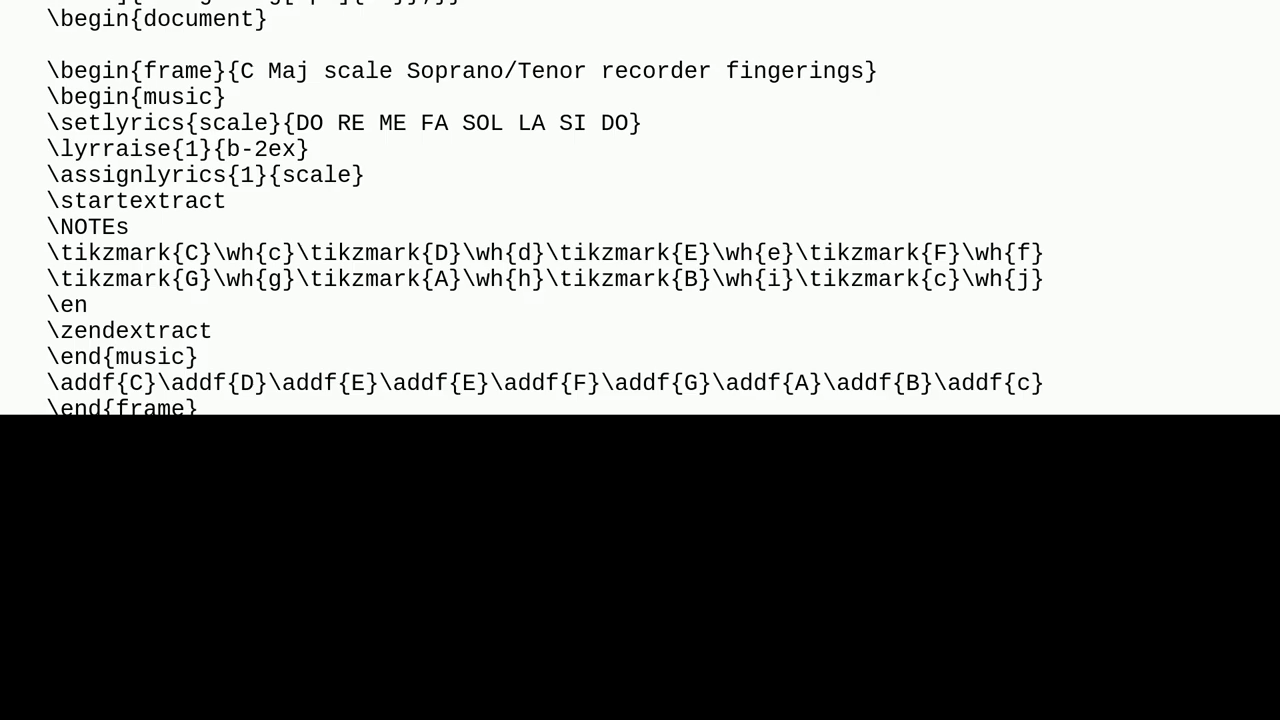 \begin{document}
\begin{frame}{C Maj scale Soprano/Tenor recorder fingerings}
\begin{music}
\setlyrics{scale}{DO RE ME FA SOL LA SI DO}
\lyrraise{1}{b-2ex}
\assignlyrics{1}{scale}
\startextract
\NOTEs
\tikzmark{C}\wh{c}\tikzmark{D}\wh{d}\tikzmark{E}\wh{e}\tikzmark{F}\wh{f}
\tikzmark{G}\wh{g}\tikzmark{A}\wh{h}\tikzmark{B}\wh{i}\tikzmark{c}\wh{j}
\en
\zendextract
\end{music}
\addf{C}\addf{D}\addf{E}\addf{E}\addf{F}\addf{G}\addf{A}\addf{B}\addf{c}
\end{frame}